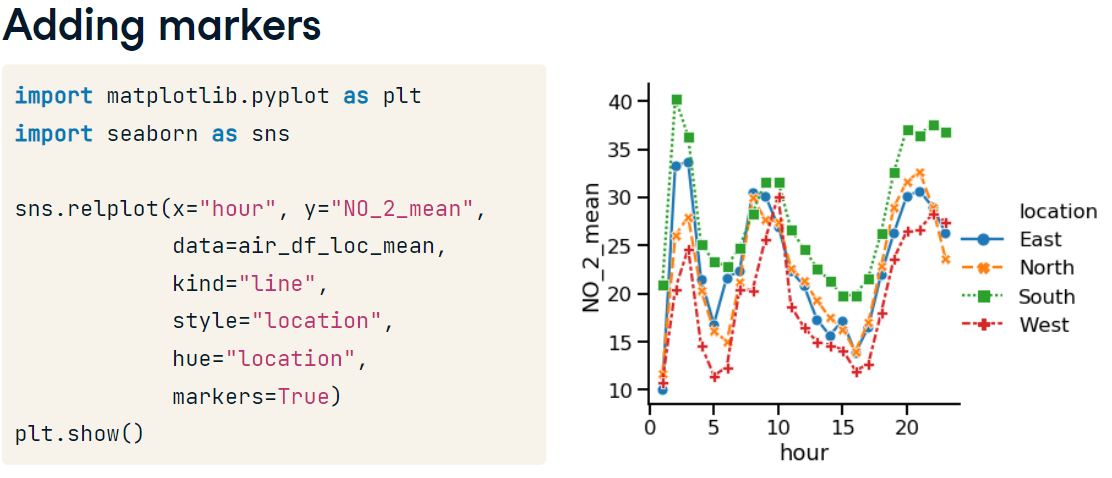 Adding markers
import matplotlib.pyplot as plt
import seaborn as sns
sns.relplot(x="hour", y="NO_2_mean",
data=air_df_loc_mean,
kind="line",
style="location",
hue="location",
markers=True)
plt.show()
NO_2_mean
40
35
30
25
20
15
10
0
5
10
15
20
hour
location
East
North
South
West